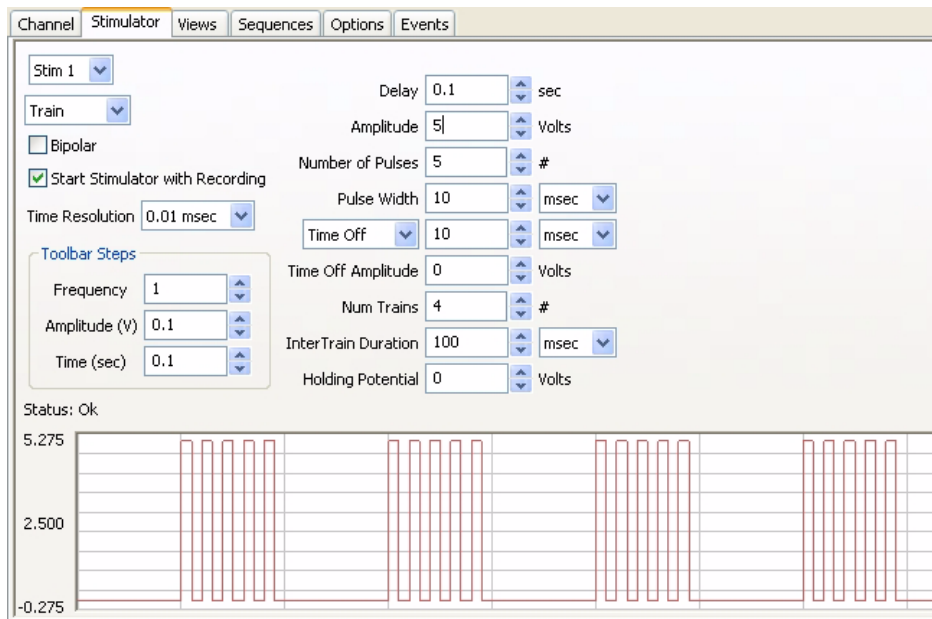 Channel Stimulator Views Sequences Options Events
Stim 1
Train
Bipolar
Start Stimulator with Recording
Time Resolution 0.01 msec
Toolbar Steps
Frequency 1
Amplitude (V) 0.1
Time (sec) 0.1
Delay 0.1 sec
Amplitude 5 Volts
Number of Pulses 5 #
Pulse Width 10 msec
Time Off 10 msec
Time Off Amplitude 0 Volts
Num Trains 4 #
InterTrain Duration 100 msec
Holding Potential 0 Volts
Status: Ok
5.275
2.500
-0.275